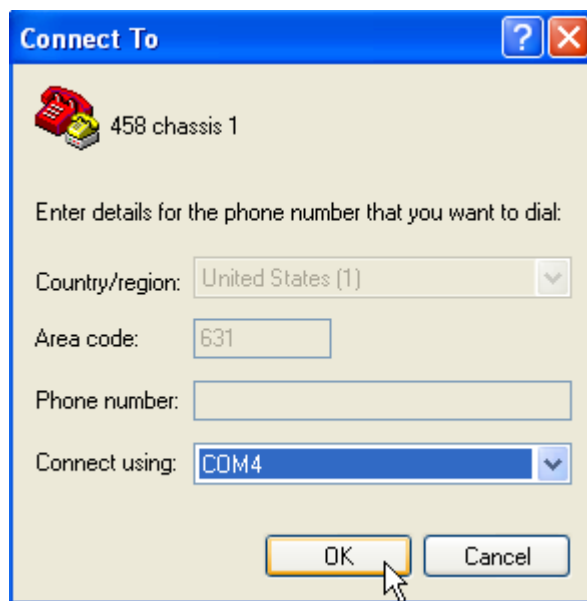 Connect To
458 chassis 1
Enter details for the phone number that you want to dial:
Country/region: United States (1)
Area code: 631
Phone number:
Connect using: COM4
OK Cancel